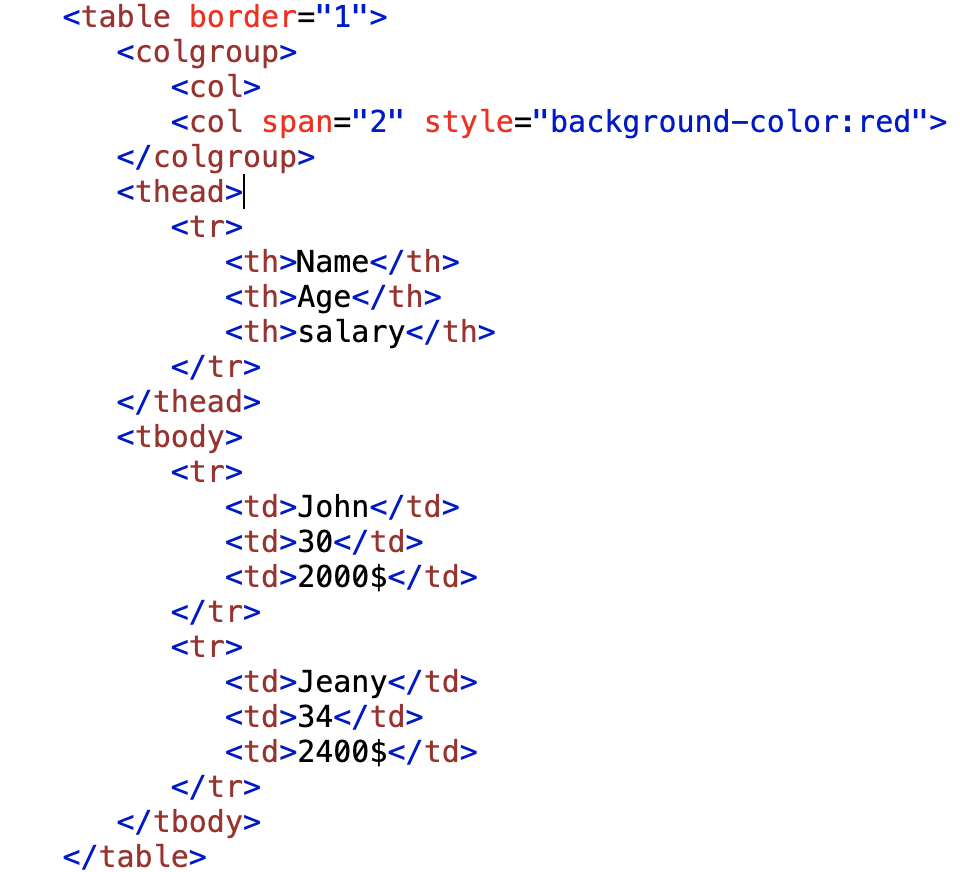 <table border="1">
<colgroup>
<col>
<col span="2" style="background-color:red">
</colgroup>
<thead>
<tr>
<th>Name</th>
<th>Age</th>
<th>salary</th>
</tr>
</thead>
<tbody>
<tr>
<td>John</td>
<td>30</td>
<td>2000$</td>
</tr>
<tr>
<td>Jeany</td>
<td>34</td>
<td>2400$</td>
</tr>
</tbody>
</table>